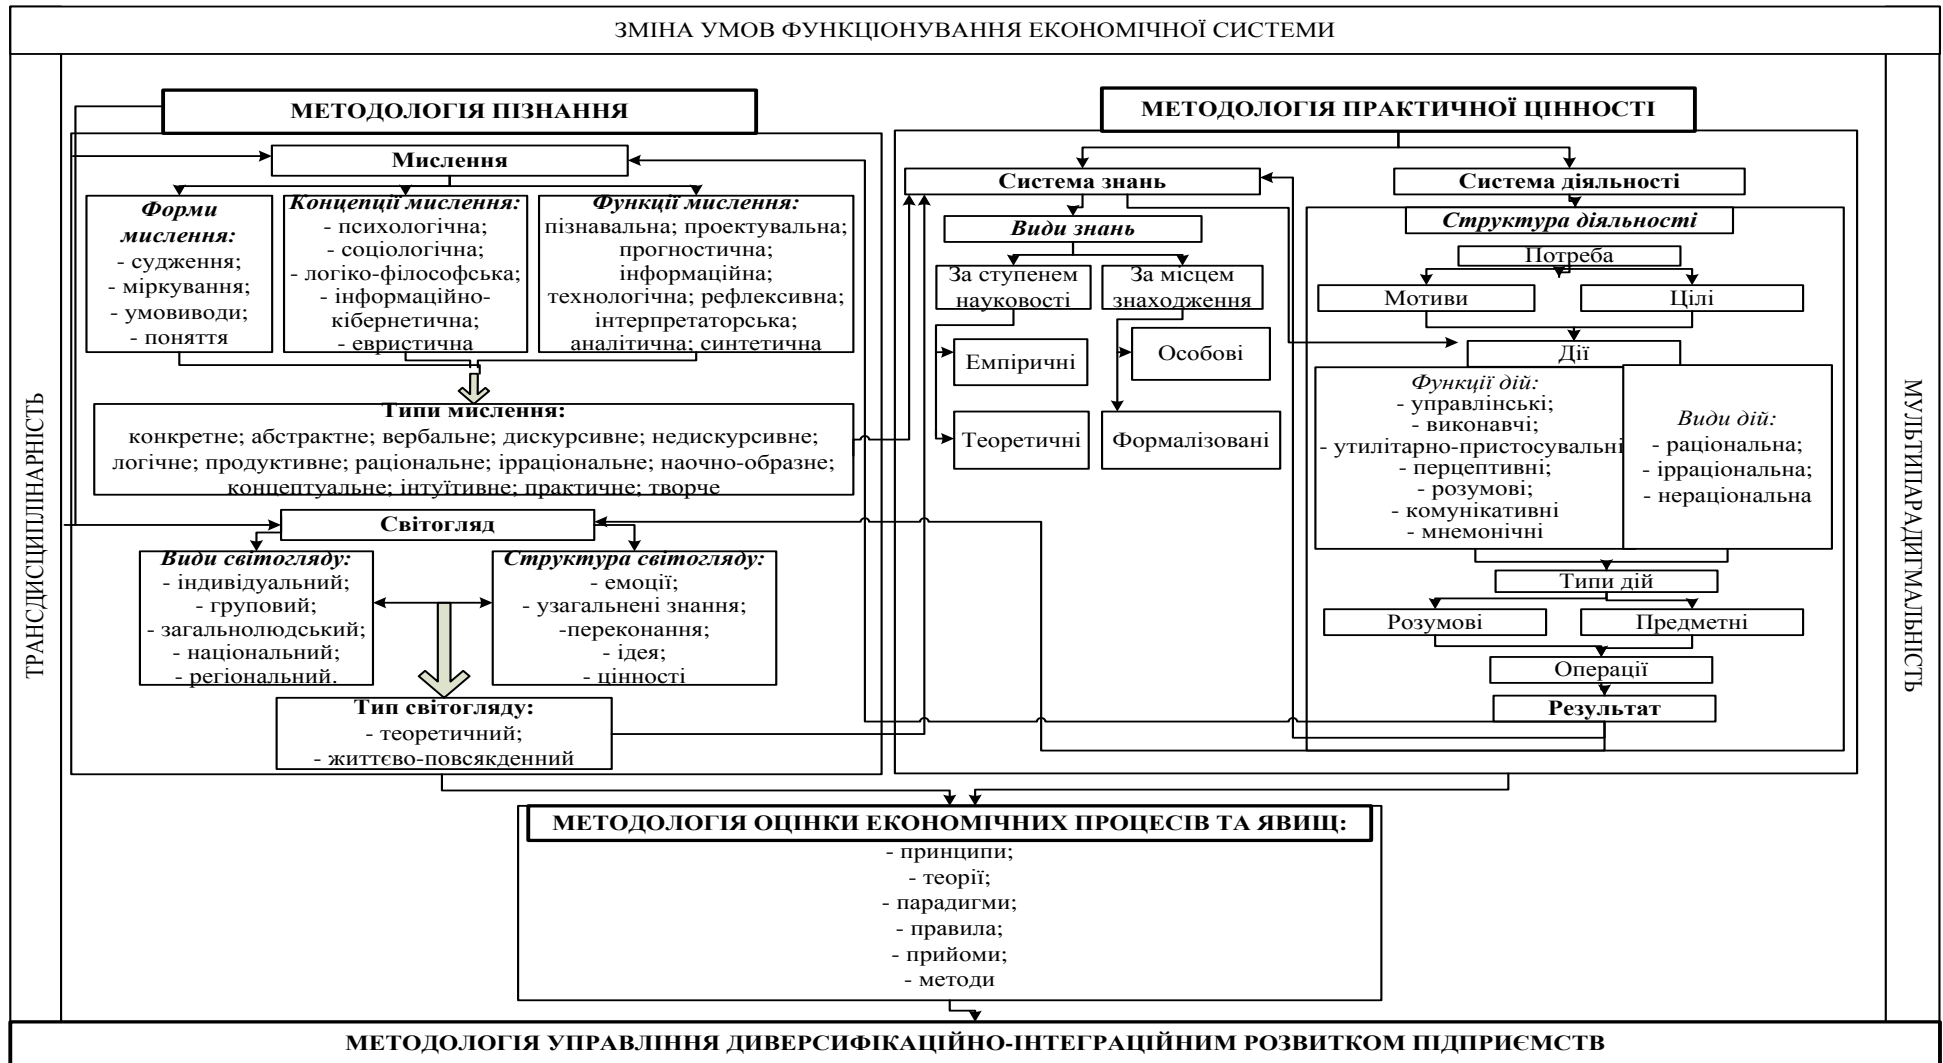 ЗМІНА УМОВ ФУНКЦІОНУВАННЯ ЕКОНОМІЧНОЇ СИСТЕМИ
ТРАНСДИСЦИПЛІНАРНІСТЬ
МЕТОДОЛОГІЯ ПІЗНАННЯ
Мислення
Форми
мислення:
- судження;
- міркування;
- умовиводи;
- поняття
Концепції мислення:
- психологічна;
- соціологічна;
- логіко-філософська;
- інформаційно-
кібернетична;
- евристична
Функції мислення:
пізнавальна; проектувальна;
прогностична;
інформаційна;
технологічна; рефлексивна;
інтерпретаторська;
аналітична; синтетична
Типи мислення:
конкретне; абстрактне; вербальне; дискурсивне; недискурсивне;
логічне; продуктивне; раціональне; ірраціональне; наочно-образне;
концептуальне; інтуїтивне; практичне; творче
Світогляд
Види світогляду:
- індивідуальний;
- груповий;
- загальнолюдський;
- національний;
- регіональний.
Структура світогляду:
- емоції;
- узагальнені знання;
-переконання;
- ідея;
- цінності
Тип світогляду:
- теоретичний;
- життєво-повсякденний
МЕТОДОЛОГІЯ ПРАКТИЧНОЇ ЦІННОСТІ
Система знань
Види знань
За ступенем
науковості
За місцем
знаходження
Емпіричні
Особові
Теоретичні
Формалізовані
Система діяльності
Структура діяльності
Потреба
Мотиви
Цілі
Дії
Функції дій:
- управлінські;
- виконавчі;
- утилітарно-пристосувальні
- перцептивні;
- розумові;
- комунікативні
- мнемонічні
Види дій:
- раціональна;
- ірраціональна;
- нераціональна
Типи дій
Розумові
Предметні
Операції
Результат
МУЛЬТИПАРАДИГМАЛЬНІСТЬ
МЕТОДОЛОГІЯ ОЦІНКИ ЕКОНОМІЧНИХ ПРОЦЕСІВ ТА ЯВИЩ:
- принципи;
- теорії;
- парадигми;
- правила;
- прийоми;
- методи
МЕТОДОЛОГІЯ УПРАВЛІННЯ ДИВЕРСИФІКАЦІЙНО-ІНТЕГРАЦІЙНИМ РОЗВИТКОМ ПІДПРИЄМСТВ